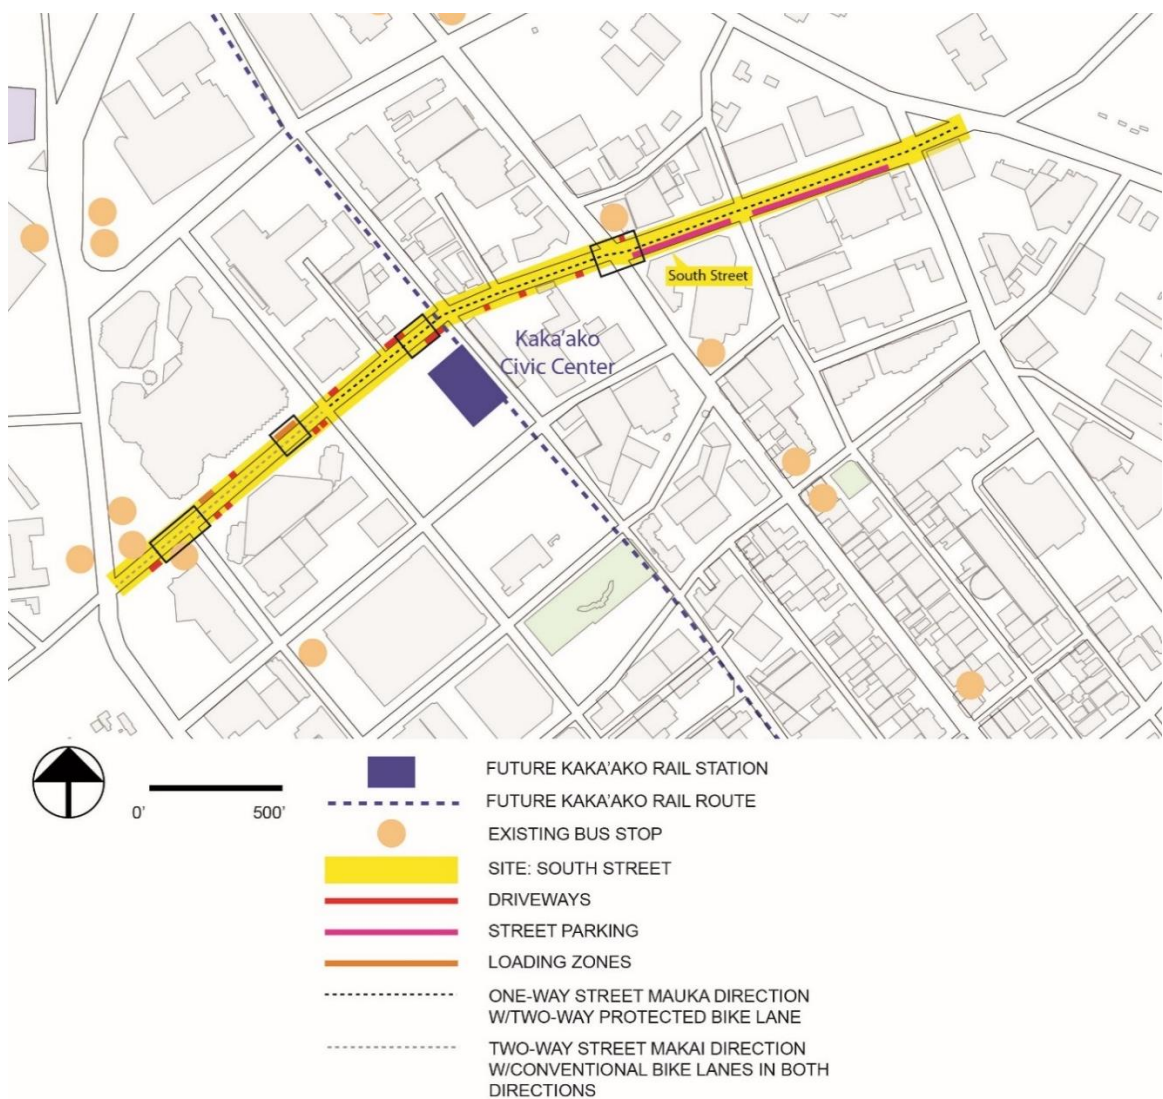 South Street
Kaka'ako
Civic Center
0'
500'
FUTURE KAKA'AKO RAIL STATION
FUTURE KAKA'AKO RAIL ROUTE
EXISTING BUS STOP
SITE: SOUTH STREET
DRIVEWAYS
STREET PARKING
LOADING ZONES
ONE-WAY STREET MAUKA DIRECTION
W/TWO-WAY PROTECTED BIKE LANE
TWO-WAY STREET MAKAI DIRECTION
W/CONVENTIONAL BIKE LANES IN BOTH
DIRECTIONS